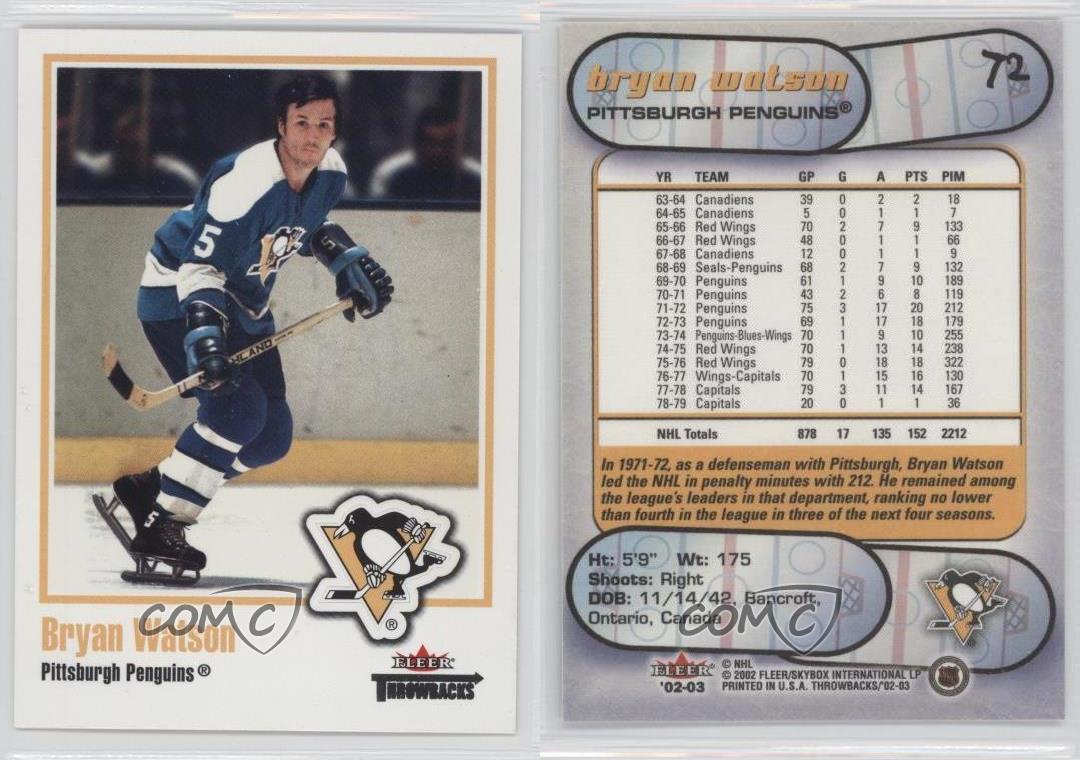 5
5
HLAND
5
Bryan Watson
Pittsburgh Penguins®
®
FLEER
THROWBACKS
COMC
bryan watson
PITTSBURGH PENGUINS®
72
YR TEAM GP G A PTS PIM
63-64 Canadiens 39 0 2 2 18
64-65 Canadiens 5 0 1 1 7
65-66 Red Wings 70 2 7 9 133
66-67 Red Wings 48 0 1 1 66
67-68 Canadiens 12 0 1 1 9
68-69 Seals-Penguins 68 2 7 9 132
69-70 Penguins 61 1 9 10 189
70-71 Penguins 43 2 6 8 119
71-72 Penguins 75 3 17 20 212
72-73 Penguins 69 1 17 18 179
73-74 Penguins-Blues-Wings 70 1 9 10 255
74-75 Red Wings 70 1 13 14 238
75-76 Red Wings 79 0 18 18 322
76-77 Wings-Capitals 70 1 15 16 130
77-78 Capitals 79 3 11 14 167
78-79 Capitals 20 0 1 1 36
NHL Totals 878 17 135 152 2212
In 1971-72, as a defenseman with Pittsburgh, Bryan Watson
led the NHL in penalty minutes with 212. He remained among
the league's leaders in that department, ranking no lower
than fourth in the league in three of the next four seasons.
Ht: 5'9" Wt: 175
Shoots: Right
DOB: 11/14/42, Bancroft,
Ontario, Canada
COMC
FLEER
'02-03
© NHL
© 2002 FLEER/SKYBOX INTERNATIONAL LP
PRINTED IN U.S.A. THROWBACKS/'02-03
NHL